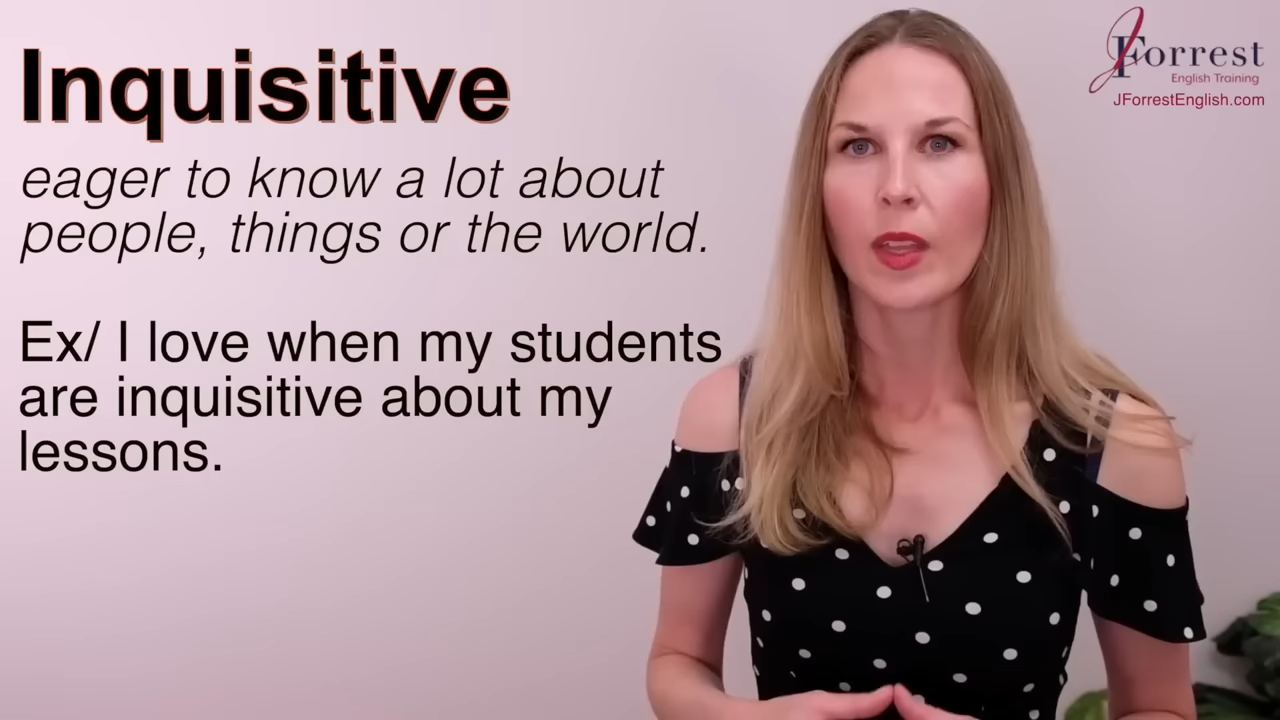 Inquisitive
eager to know a lot about
people, things or the world.
Ex/ I love when my students
are inquisitive about my
lessons.
JForrest
English Training
JForrestEnglish.com